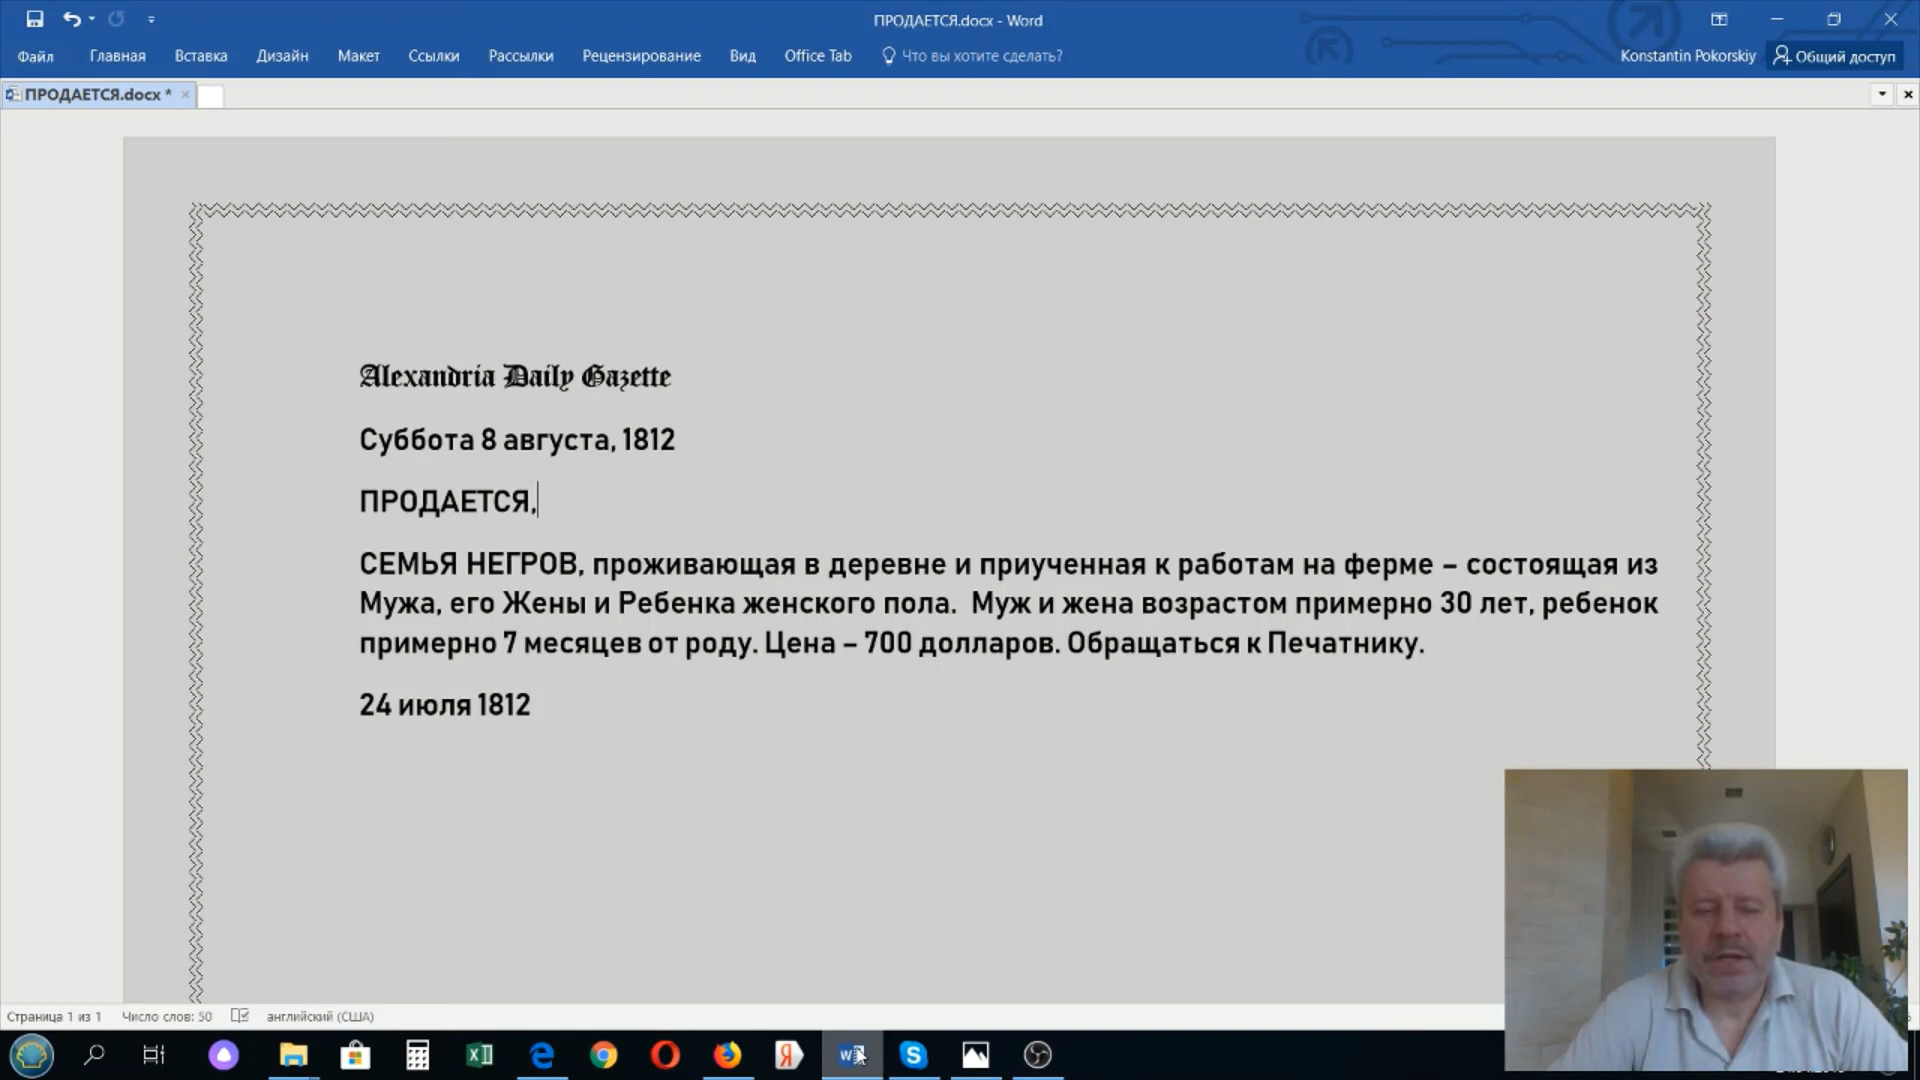 ПРОДАЕТСЯ.docx - Word
Файл Главная Вставка Дизайн Макет Ссылки Рассылки Рецензирование Вид Office Tab Что вы хотите сделать? Konstantin Pokorskiy Общий доступ
ПРОДАЕТСЯ.docx *
Alexandria Daily Gazette
Суббота 8 августа, 1812
ПРОДАЕТСЯ,
СЕМЬЯ НЕГРОВ, проживающая в деревне и приученная к работам на ферме – состоящая из
Мужа, его Жены и Ребенка женского пола. Муж и жена возрастом примерно 30 лет, ребенок
примерно 7 месяцев от роду. Цена – 700 долларов. Обращаться к Печатнику.
24 июля 1812
Страница 1 из 1 Число слов: 50 английский (США)